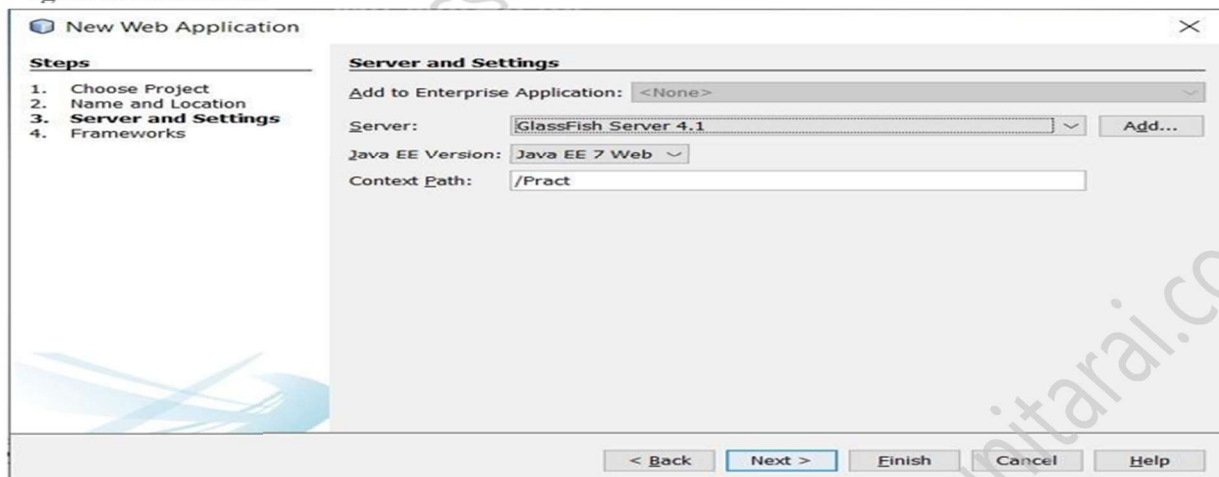 New Web Application
Steps
1. Choose Project
2. Name and Location
3. Server and Settings
4. Frameworks
Server and Settings
Add to Enterprise Application: <None>
Server: GlassFish Server 4.1 Add...
Java EE Version: Java EE 7 Web
Context Path: /Pract
< Back Next > Finish Cancel Help